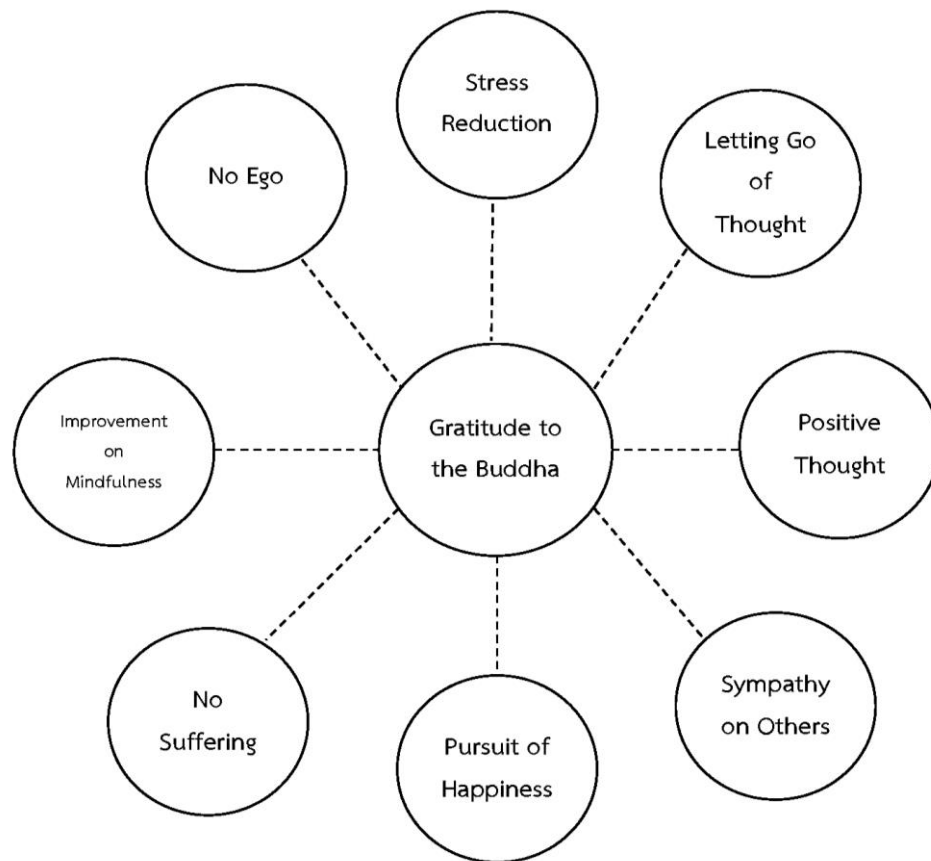 Stress
Reduction
Letting Go
of
Thought
No Ego
Gratitude to
the Buddha
Positive
Thought
Improvement
on
Mindfulness
Sympathy
on Others
No
Suffering
Pursuit of
Happiness